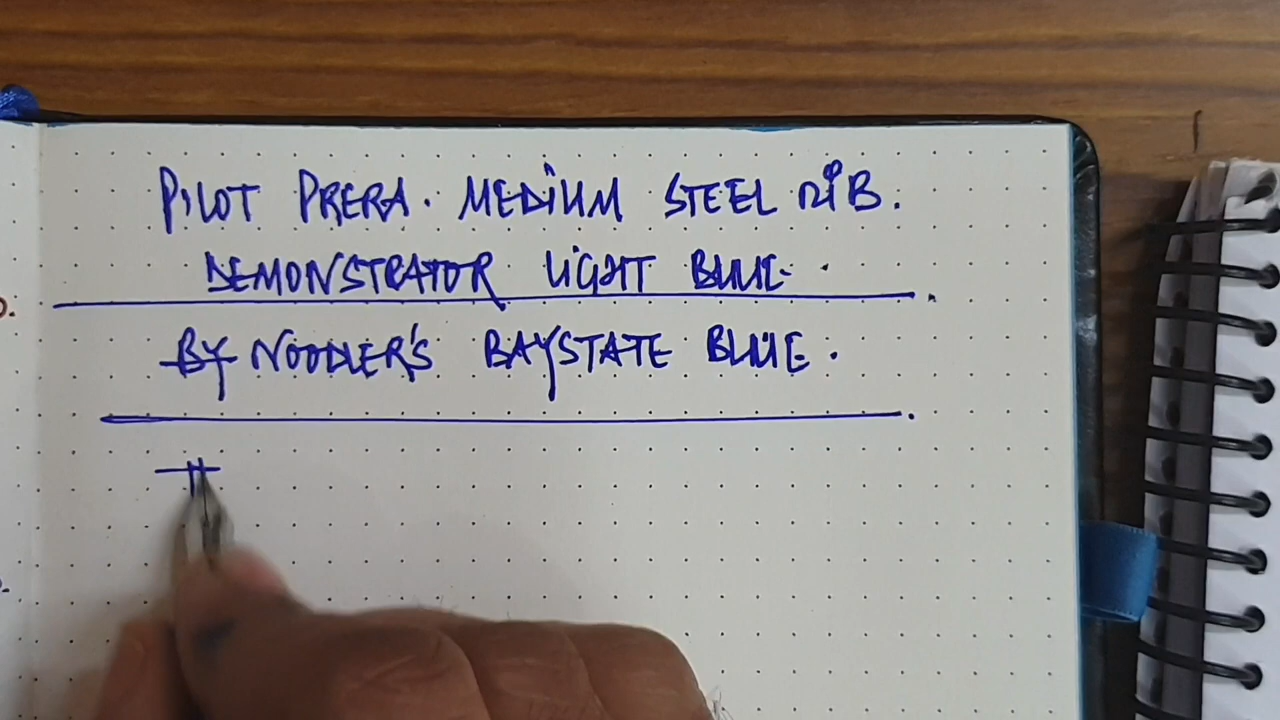 PILOT PRERA. MEDIUM STEEL NIB.
DEMONSTRATOR LIGHT BLUE.
BY NOODLER'S BAYSTATE BLUE.